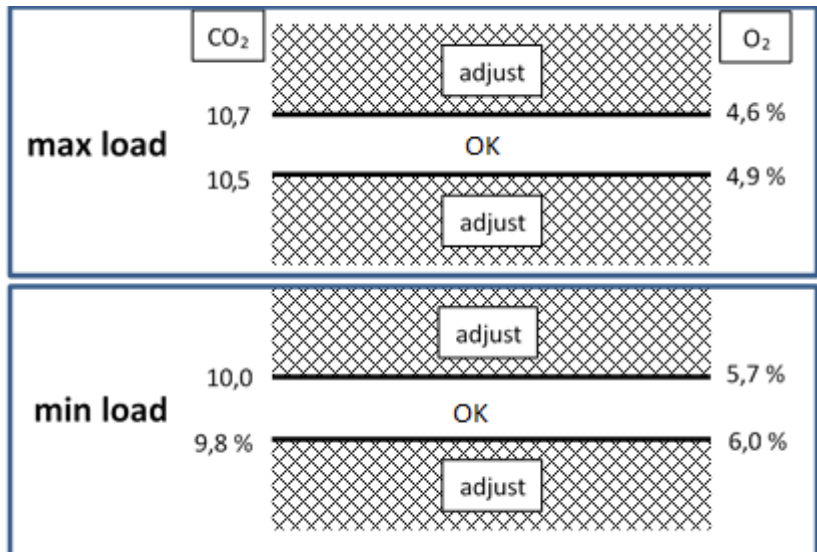 CO₂
O₂
adjust
10,7
4,6 %
max load
OK
10,5
4,9 %
adjust
adjust
10,0
5,7 %
min load
OK
9,8 %
6,0 %
adjust